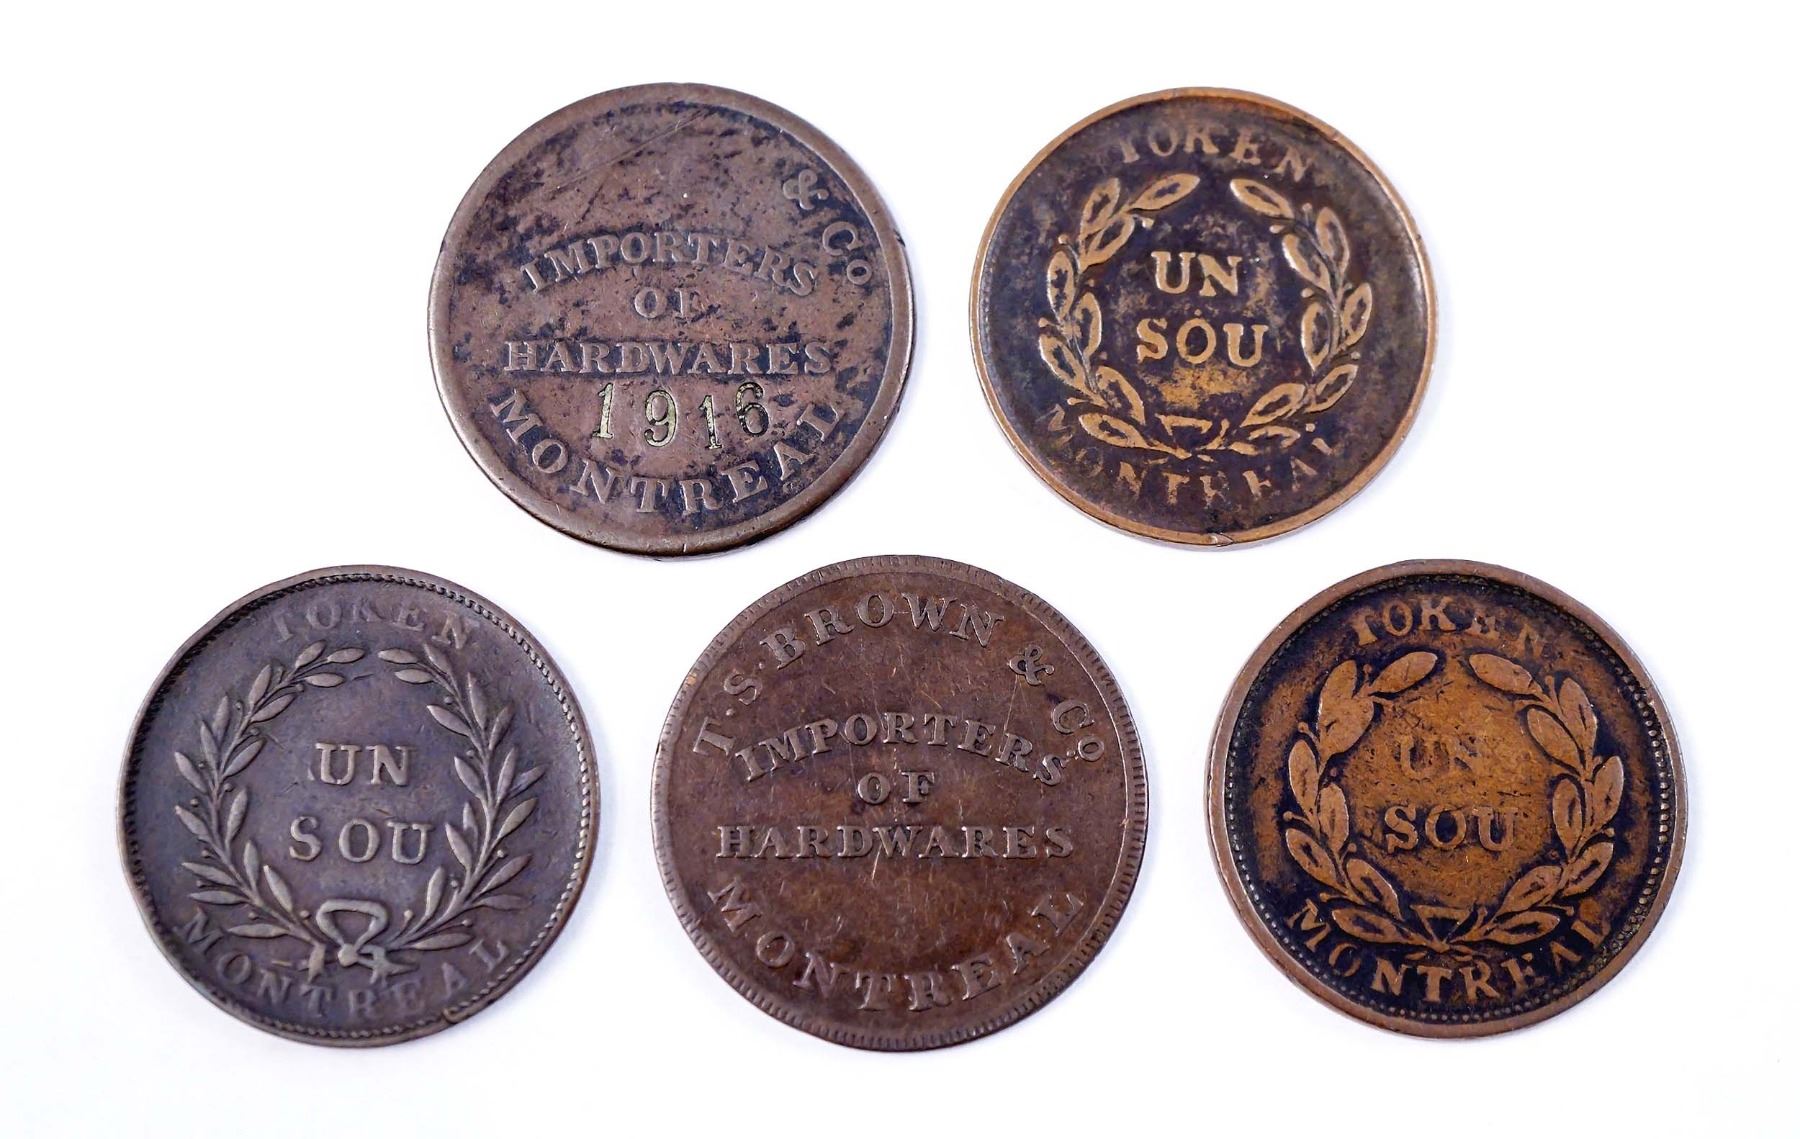 & Co
IMPORTERS
OF
HARDWARES
1916
MONTREAL
TOKEN
UN
SOU
MONTREAL
TOKEN
UN
SOU
MONTREAL
T.S. BROWN & Co.
IMPORTERS
OF
HARDWARES
MONTREAL
TOKEN
UN
SOU
MONTREAL